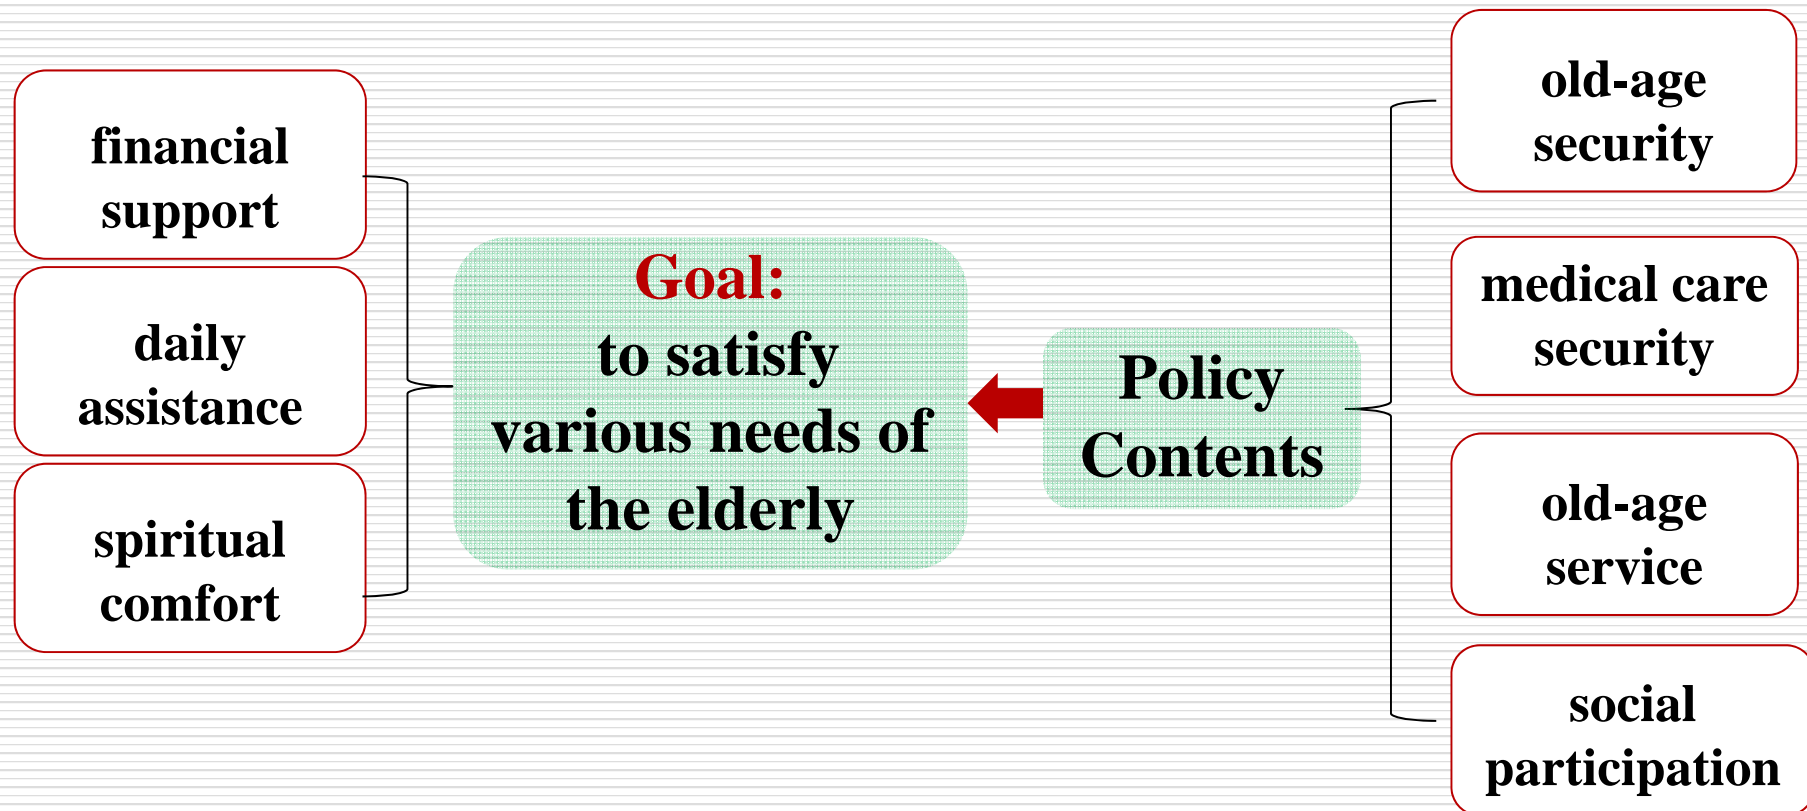 financial
support
daily
assistance
spiritual
comfort
Goal:
to satisfy
various needs of
the elderly
Policy
Contents
old-age
security
medical care
security
old-age
service
social
participation